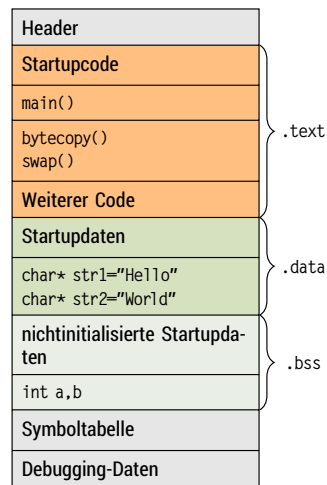 Header
Startupcode
main()
bytecopy()
swap()
Weiterer Code
.text
Startupdaten
char* str1="Hello"
char* str2="World"
.data
nichtinitialisierte Startupda-
ten
int a,b
.bss
Symboltabelle
Debugging-Daten